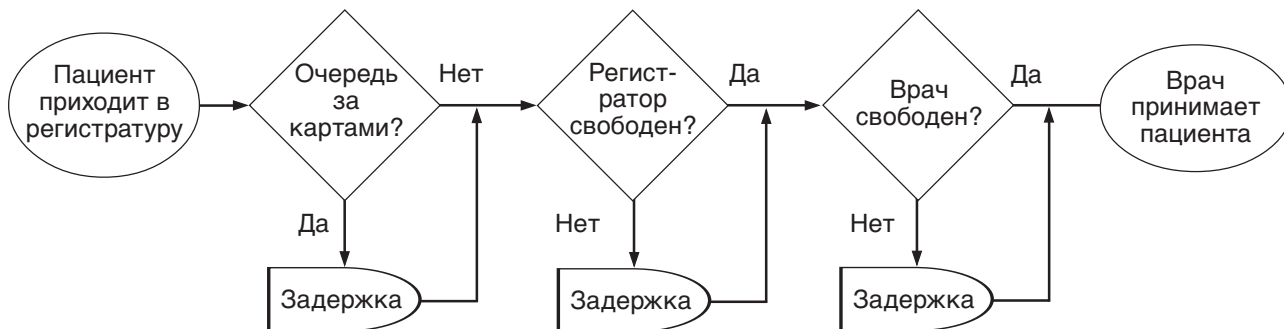 Пациент
приходит в
регистратуру
Очередь
за
картами?
Нет
Да
Задержка
Регист-
ратор
свободен?
Да
Нет
Задержка
Врач
свободен?
Да
Нет
Задержка
Врач
принимает
пациента